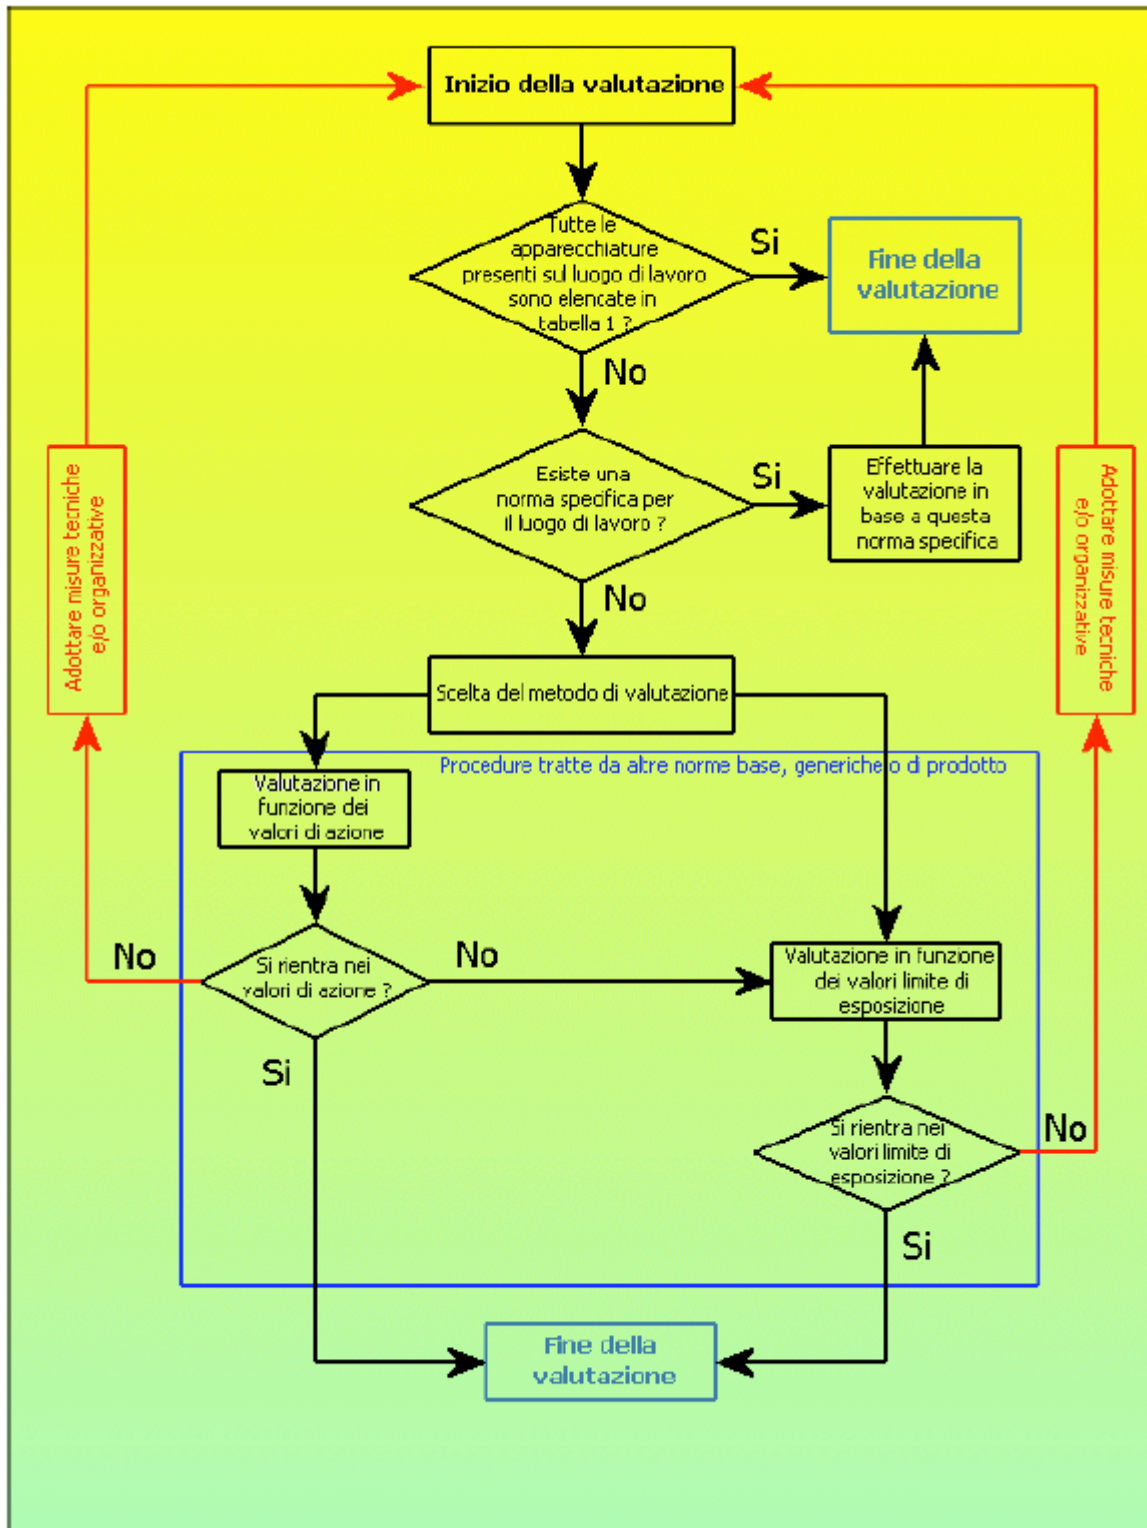 Inizio della valutazione
Tutte le
apparecchiature
presenti sul luogo di lavoro
sono elencate in
tabella 1 ?
Si
Fine della
valutazione
No
Esiste una
norma specifica per
il luogo di lavoro ?
Si
Effettuare la
valutazione in
base a questa
norma specifica
No
Adottare misure tecniche
e/o organizzative
Adottare misure tecniche
e/o organizzative
Scelta del metodo di valutazione
Procedure tratte da altre norme base, generiche o di prodotto
Valutazione in
funzione dei
valori di azione
No
Si rientra nei
valori di azione ?
No
Valutazione in funzione
dei valori limite di
esposizione
Si
Si rientra nei
valori limite di
esposizione ?
No
Si
Fine della
valutazione